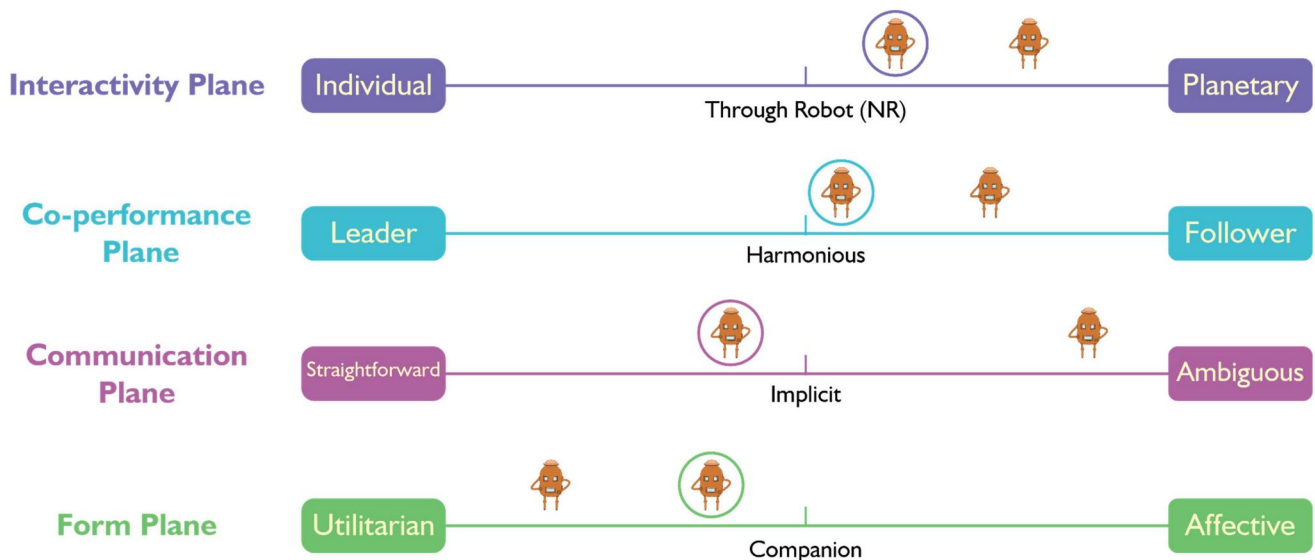 Interactivity Plane
Individual
Through Robot (NR)
Planetary
Co-performance
Plane
Leader
Harmonious
Follower
Communication
Plane
Straightforward
Implicit
Ambiguous
Form Plane
Utilitarian
Companion
Affective